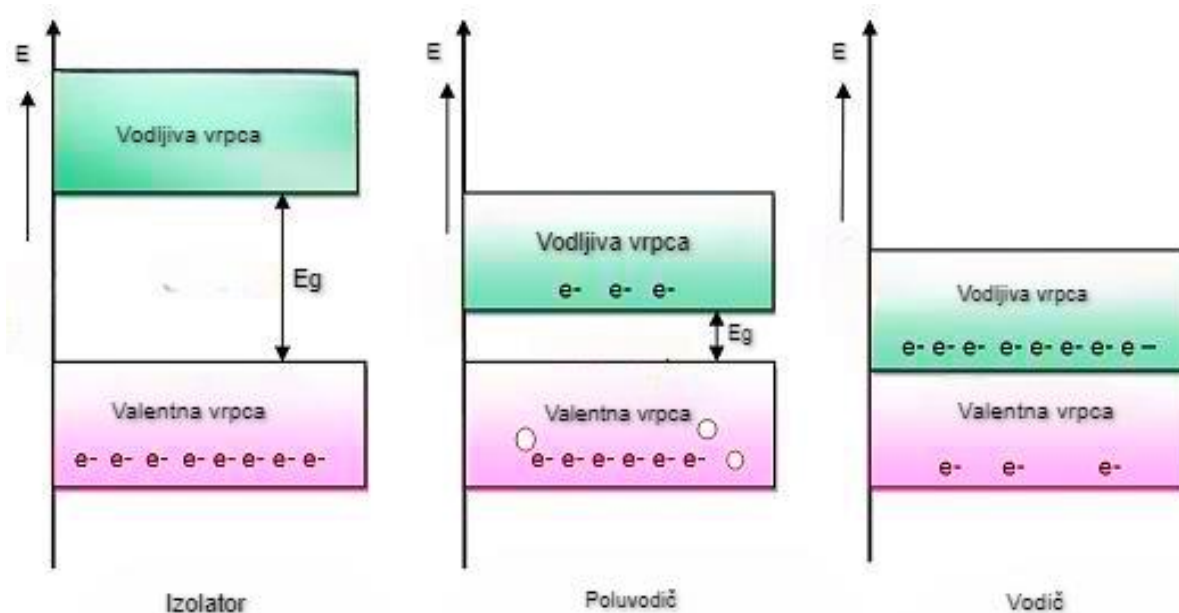 E
Vodljiva vrpca
Eg
Valentna vrpca
e- e- e- e- e- e- e- e-
Izolator
E
Vodljiva vrpca
e- e- e-
Eg
Valentna vrpca
e- e- e- e- e- e-
Poluvodič
E
Vodljiva vrpca
e- e- e- e- e- e- e- e –
Valentna vrpca
e- e- e-
Vodič